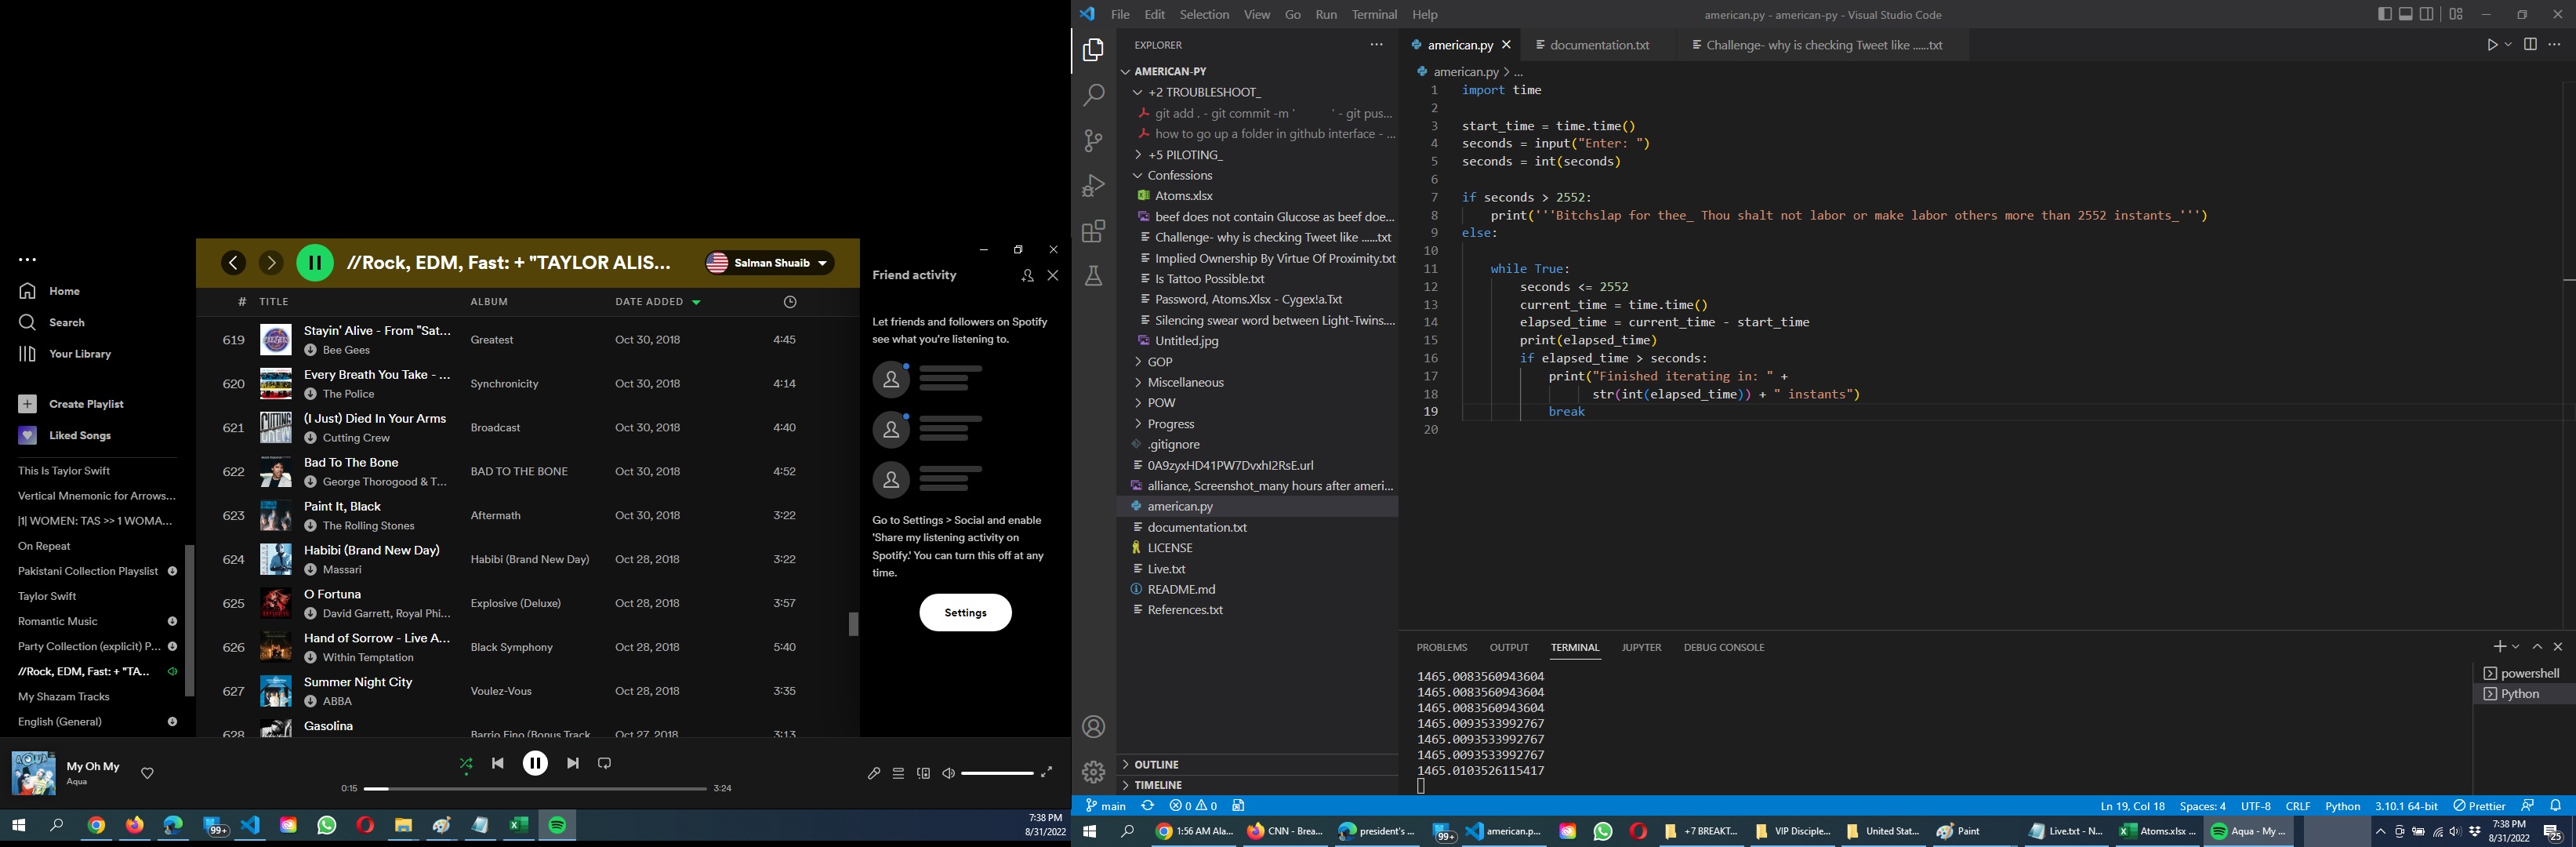 //Rock, EDM, Fast: + "TAYLOR ALIS...
Salman Shuaib
Home
Search
Your Library
Create Playlist
Liked Songs
This Is Taylor Swift
Vertical Mnemonic for Arrows...
|1| WOMEN: TAS >> 1 WOMA...
On Repeat
Pakistani Collection Playslist
Taylor Swift
Romantic Music
Party Collection (explicit) P...
//Rock, EDM, Fast: + "TA...
My Shazam Tracks
English (General)
# TITLE ALBUM DATE ADDED
619 Stayin' Alive - From "Sat... Greatest Oct 30, 2018 4:45
Bee Gees
620 Every Breath You Take - ... Synchronicity Oct 30, 2018 4:14
The Police
621 (I Just) Died In Your Arms Broadcast Oct 30, 2018 4:40
Cutting Crew
622 Bad To The Bone BAD TO THE BONE Oct 30, 2018 4:52
George Thorogood & T...
623 Paint It, Black Aftermath Oct 30, 2018 3:22
The Rolling Stones
624 Habibi (Brand New Day) Habibi (Brand New Day) Oct 28, 2018 3:22
Massari
625 O Fortuna Explosive (Deluxe) Oct 28, 2018 3:57
David Garrett, Royal Phi...
626 Hand of Sorrow - Live A... Black Symphony Oct 28, 2018 5:40
Within Temptation
627 Summer Night City Voulez-Vous Oct 28, 2018 3:35
ABBA
628 Gasolina Barrio Fino (Bonus Track Oct 27, 2018 3:13
Friend activity
Let friends and followers on Spotify
see what you're listening to.
Go to Settings > Social and enable
'Share my listening activity on
Spotify.' You can turn this off at any
time.
Settings
My Oh My
Aqua
0:15
3:24
99+
7:38 PM
8/31/2022
File Edit Selection View Go Run Terminal Help
american.py - american-py - Visual Studio Code
EXPLORER
AMERICAN-PY
+2 TROUBLESHOOT_
git add . - git commit -m ' ' - git pus...
how to go up a folder in github interface - ...
+5 PILOTING_
Confessions
Atoms.xlsx
beef does not contain Glucose as beef doe...
Challenge- why is checking Tweet like ......txt
Implied Ownership By Virtue Of Proximity.txt
Is Tattoo Possible.txt
Password, Atoms.Xlsx - Cygex!a.Txt
Silencing swear word between Light-Twins....
Untitled.jpg
GOP
Miscellaneous
POW
Progress
.gitignore
0A9zyxHD41PW7DvxhI2RsE.url
alliance, Screenshot_many hours after ameri...
american.py
documentation.txt
LICENSE
Live.txt
README.md
References.txt
OUTLINE
TIMELINE
american.py
documentation.txt
Challenge- why is checking Tweet like ......txt
american.py > ...
1 import time
2
3 start_time = time.time()
4 seconds = input("Enter: ")
5 seconds = int(seconds)
6
7 if seconds > 2552:
8 print('''Bitchslap for thee_ Thou shalt not labor or make labor others more than 2552 instants_''')
9 else:
10
11 while True:
12 seconds <= 2552
13 current_time = time.time()
14 elapsed_time = current_time - start_time
15 print(elapsed_time)
16 if elapsed_time > seconds:
17 print("Finished iterating in: " +
18 str(int(elapsed_time)) + " instants")
19 break
20
PROBLEMS OUTPUT TERMINAL JUPYTER DEBUG CONSOLE
1465.0083560943604
1465.0083560943604
1465.0083560943604
1465.0093533992767
1465.0093533992767
1465.0093533992767
1465.0103526115417
powershell
Python
main
0 0
Ln 19, Col 18 Spaces: 4 UTF-8 CRLF Python 3.10.1 64-bit Prettier
1:56 AM Ala...
CNN - Brea...
president's ...
99+
american.p...
+7 BREAKT...
VIP Disciple...
United Stat...
Paint
Live.txt - N...
Atoms.xlsx ...
Aqua - My ...
7:38 PM
8/31/2022
25